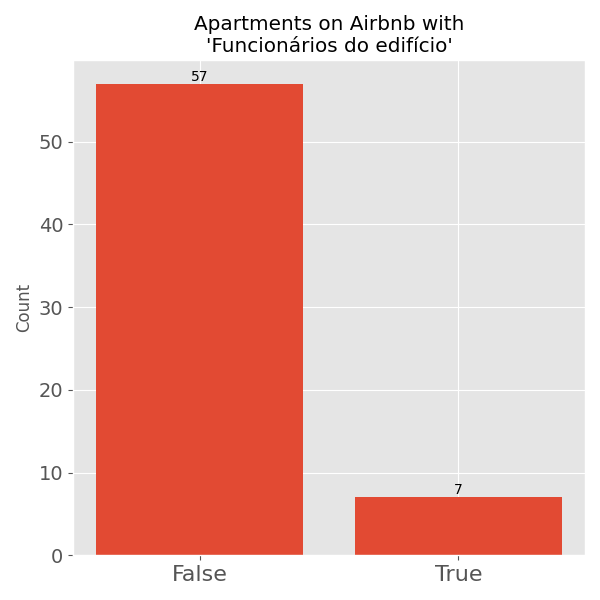 Apartments on Airbnb with
'Funcionários do edifício'
57
50
40
30
20
10
0
Count
7
False
True